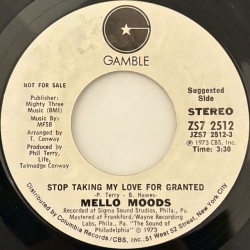 GAMBLE
NOT FOR SALE
Suggested
Side
Publisher:
Mighty Three
Music (BMI)
Music By:
MFSB
Arranged by
T. Conway
Produced by
Phil Terry, Life,
Talmadge Conway
STEREO
ZS7 2512
JZS7 2512-3
℗ 1973 CBS, Inc.
Time: 3:30
STOP TAKING MY LOVE FOR GRANTED
-P. Terry - B. Hawes-
MELLO MOODS
Recorded at Sigma Sound Studios, Phila., Pa.
Mastered at Frankford/Wayne Recording
Labs, Phila., Pa. "The Sound of
Philadelphia" © 1973
Distributed by Columbia Records/CBS, Inc. 51 West 52 Street, New York, N.Y.